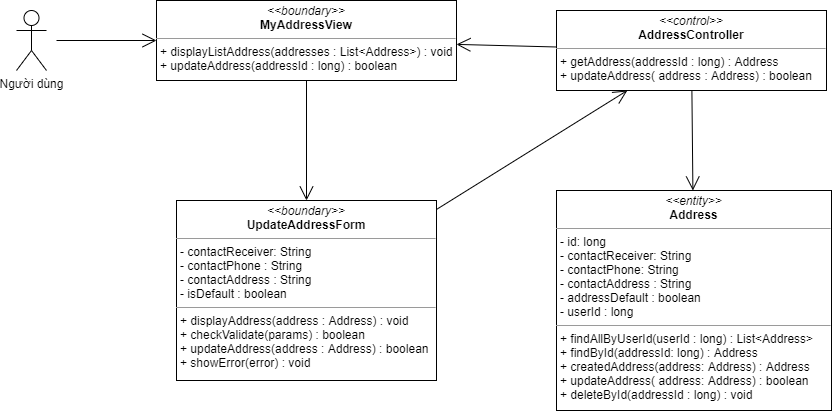 Người dùng
<<boundary>>
MyAddressView
+ displayListAddress(addresses : List<Address>) : void
+ updateAddress(addressId : long) : boolean
<<control>>
AddressController
+ getAddress(addressId : long) : Address
+ updateAddress( address : Address) : boolean
<<boundary>>
UpdateAddressForm
- contactReceiver: String
- contactPhone : String
- contactAddress : String
- isDefault : boolean
+ displayAddress(address : Address) : void
+ checkValidate(params) : boolean
+ updateAddress(address : Address) : boolean
+ showError(error) : void
<<entity>>
Address
- id: long
- contactReceiver: String
- contactPhone: String
- contactAddress : String
- addressDefault : boolean
- userId : long
+ findAllByUserId(userId : long) : List<Address>
+ findById(addressId: long) : Address
+ createdAddress(address: Address) : Address
+ updateAddress( address: Address) : boolean
+ deleteById(addressId : long) : void